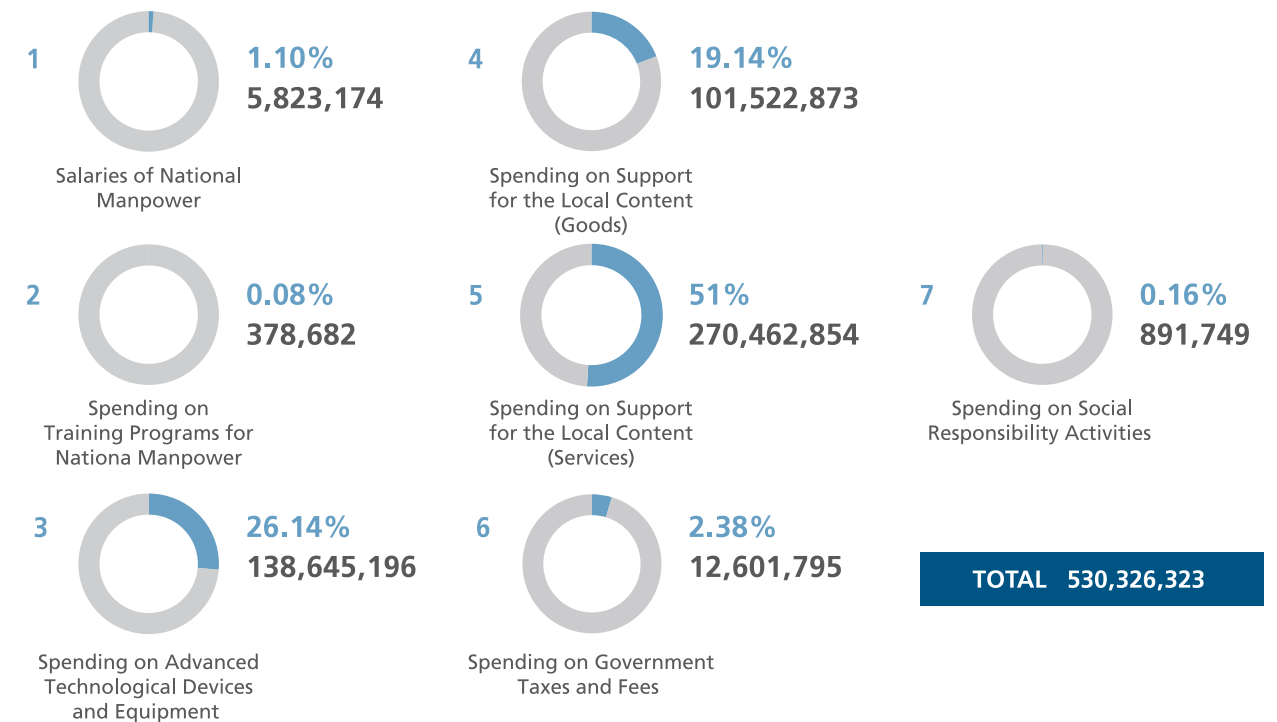 1
1.10%
5,823,174
Salaries of National
Manpower
2
0.08%
378,682
Spending on
Training Programs for
Nationa Manpower
3
26.14%
138,645,196
Spending on Advanced
Technological Devices
and Equipment
4
19.14%
101,522,873
Spending on Support
for the Local Content
(Goods)
5
51%
270,462,854
Spending on Support
for the Local Content
(Services)
6
2.38%
12,601,795
Spending on Government
Taxes and Fees
7
0.16%
891,749
Spending on Social
Responsibility Activities
TOTAL 530,326,323